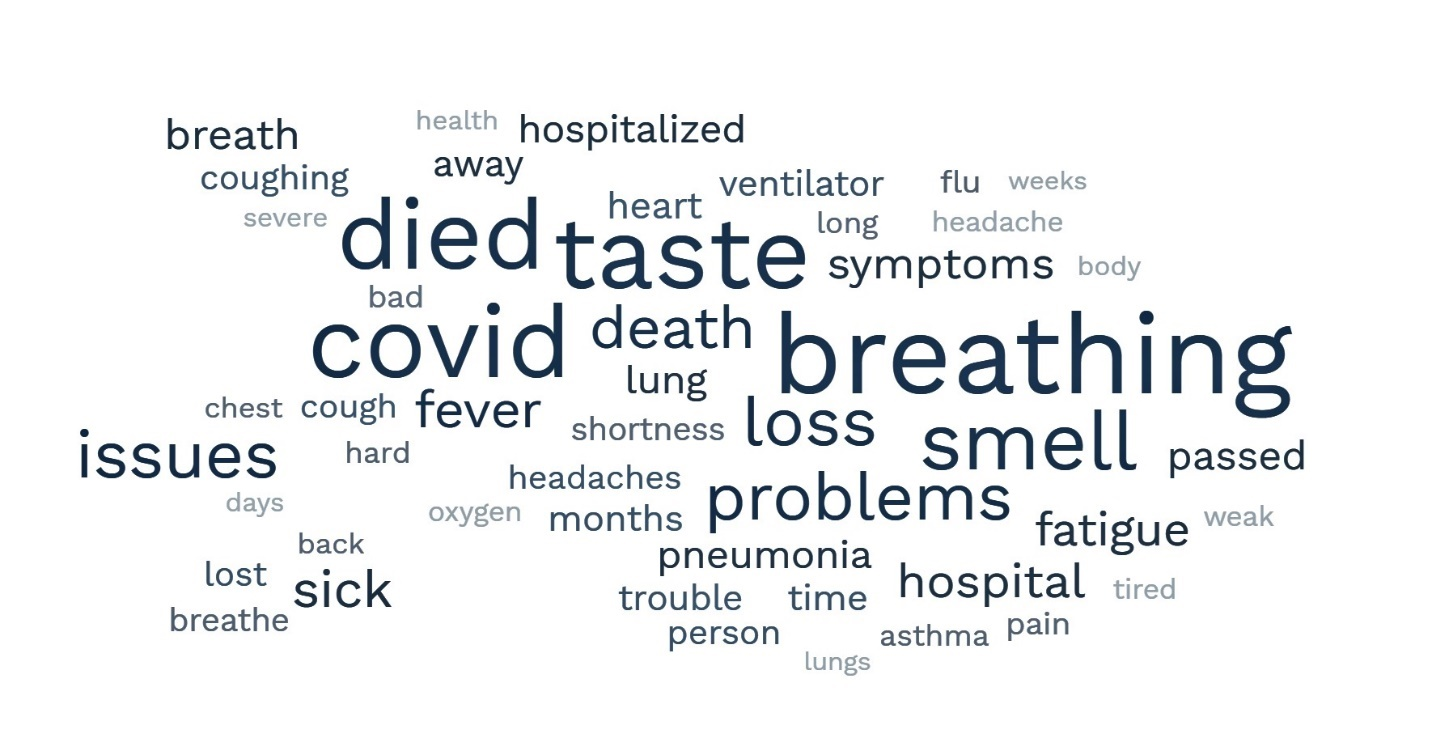 health
breath
hospitalized
away
coughing
ventilator
flu
weeks
severe
heart
long
headache
died
taste
symptoms
body
bad
covid
death
breathing
lung
chest
cough
fever
shortness
loss
smell
issues
hard
passed
headaches
days
oxygen
months
problems
weak
fatigue
back
pneumonia
lost
sick
hospital
tired
trouble
time
breathe
person
asthma
pain
lungs